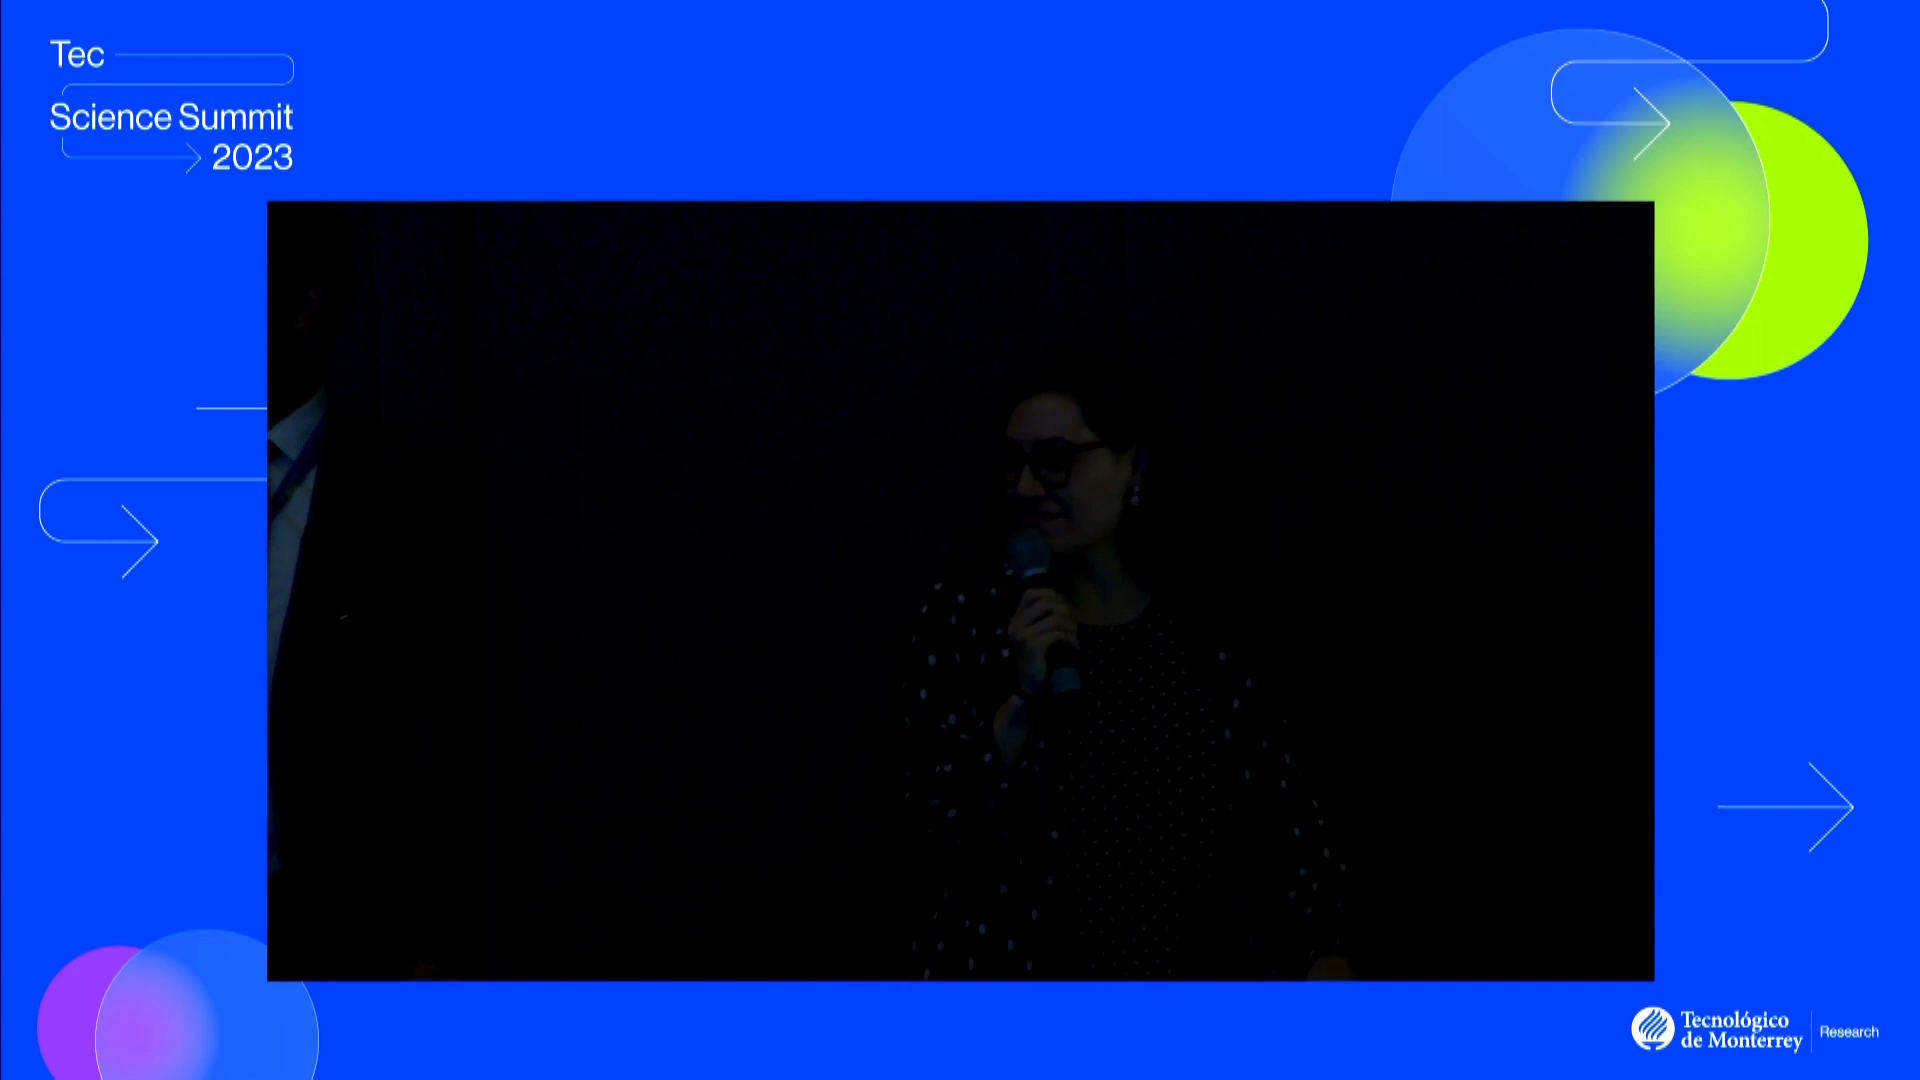 Tec
Science Summit
2023
Tecnológico
de Monterrey
Research